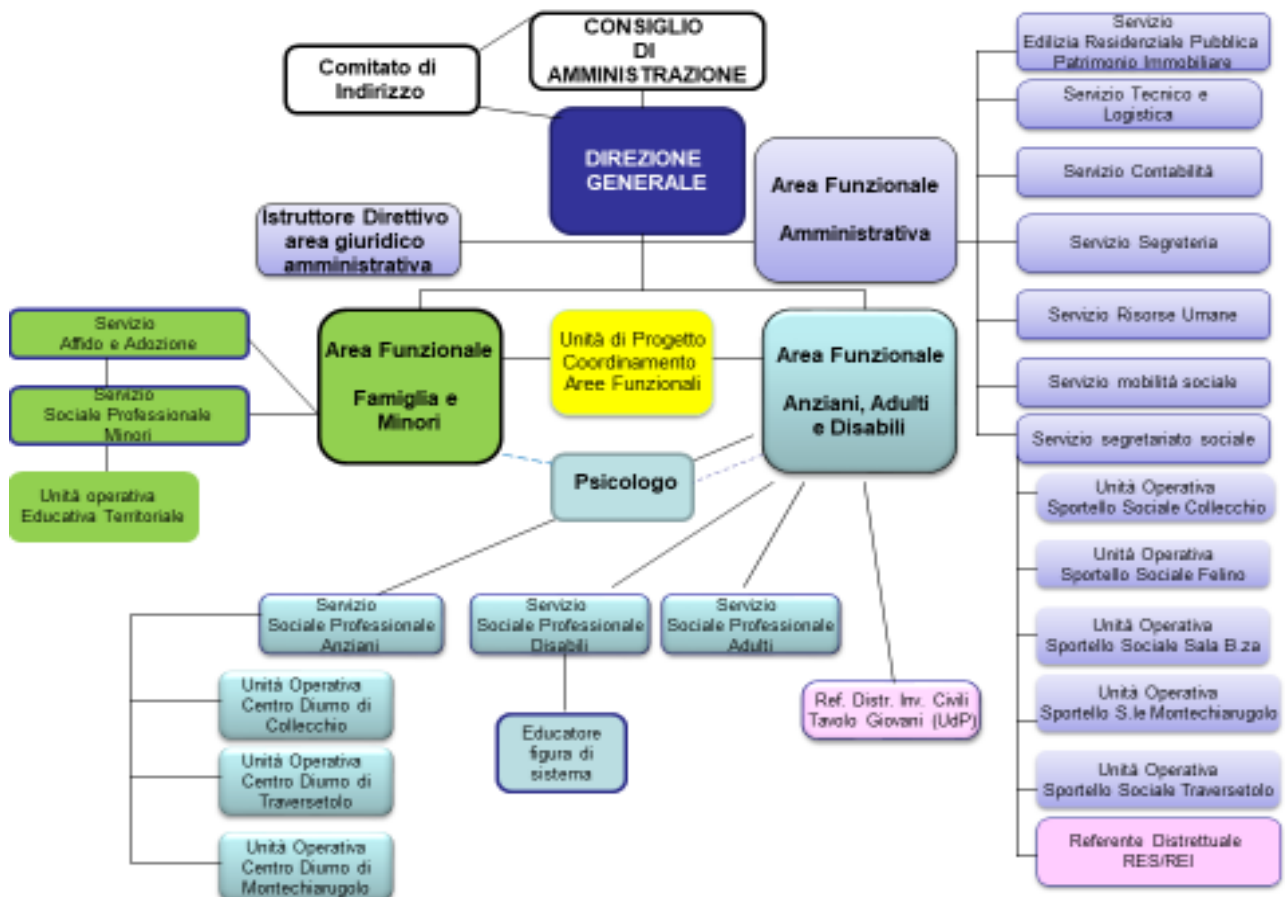 CONSIGLIO
DI
AMMINISTRAZIONE
Comitato di
Indirizzo
DIREZIONE
GENERALE
Area Funzionale
Amministrativa
Istruttore Direttivo
area giuridico
amministrativa
Servizio
Edilizia Residenziale Pubblica
Patrimonio Immobiliare
Servizio Tecnico e
Logistica
Servizio Contabilità
Servizio Segreteria
Servizio Risorse Umane
Servizio mobilità sociale
Servizio segretariato sociale
Unità Operativa
Sportello Sociale Collecchio
Unità Operativa
Sportello Sociale Felino
Unità Operativa
Sportello Sociale Sala B.za
Unità Operativa
Sportello S.le Montechiarugolo
Unità Operativa
Sportello Sociale Traversetolo
Referente Distrettuale
RES/REI
Servizio
Affido e Adozione
Servizio
Sociale Professionale
Minori
Unità operativa
Educativa Territoriale
Area Funzionale
Famiglia e
Minori
Unità di Progetto
Coordinamento
Aree Funzionali
Area Funzionale
Anziani, Adulti
e Disabili
Psicologo
Servizio
Sociale Professionale
Anziani
Servizio
Sociale Professionale
Disabili
Servizio
Sociale Professionale
Adulti
Unità Operativa
Centro Diurno di
Collecchio
Unità Operativa
Centro Diurno di
Traversetolo
Unità Operativa
Centro Diurno di
Montechiarugolo
Educatore
figura di
sistema
Ref. Distr. Inv. Civili
Tavolo Giovani (UdP)